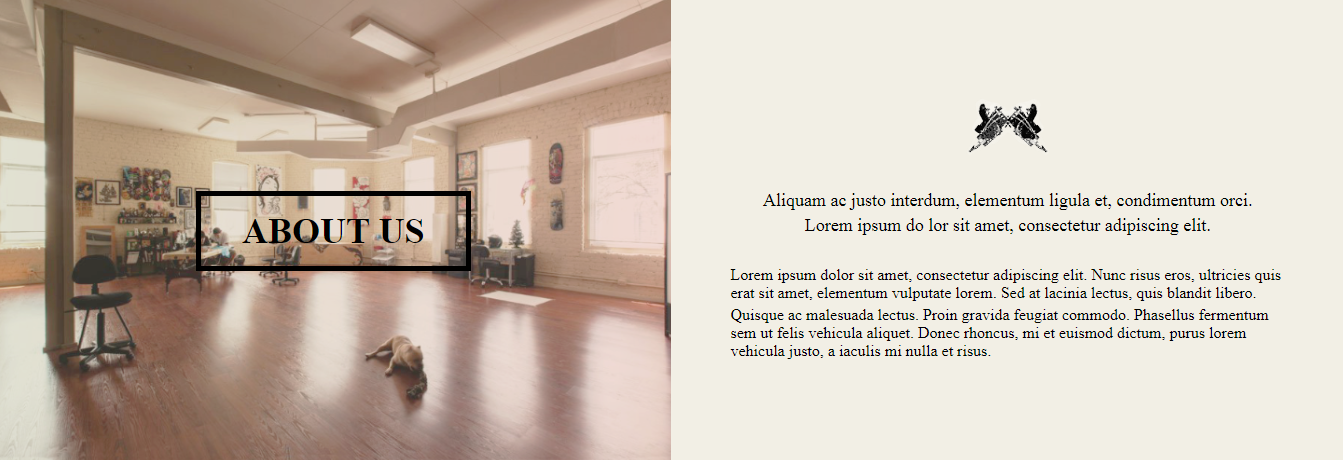 ABOUT US
Aliquam ac justo interdum, elementum ligula et, condimentum orci.
Lorem ipsum do lor sit amet, consectetur adipiscing elit.
Lorem ipsum dolor sit amet, consectetur adipiscing elit. Nunc risus eros, ultricies quis
erat sit amet, elementum vulputate lorem. Sed at lacinia lectus, quis blandit libero.
Quisque ac malesuada lectus. Proin gravida feugiat commodo. Phasellus fermentum
sem ut felis vehicula aliquet. Donec rhoncus, mi et euismod dictum, purus lorem
vehicula justo, a iaculis mi nulla et risus.